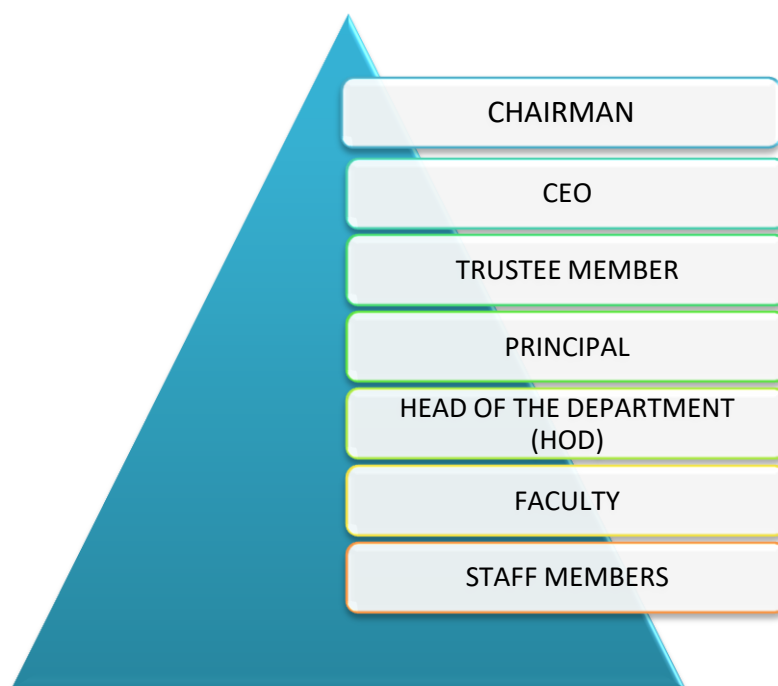 CHAIRMAN
CEO
TRUSTEE MEMBER
PRINCIPAL
HEAD OF THE DEPARTMENT
(HOD)
FACULTY
STAFF MEMBERS